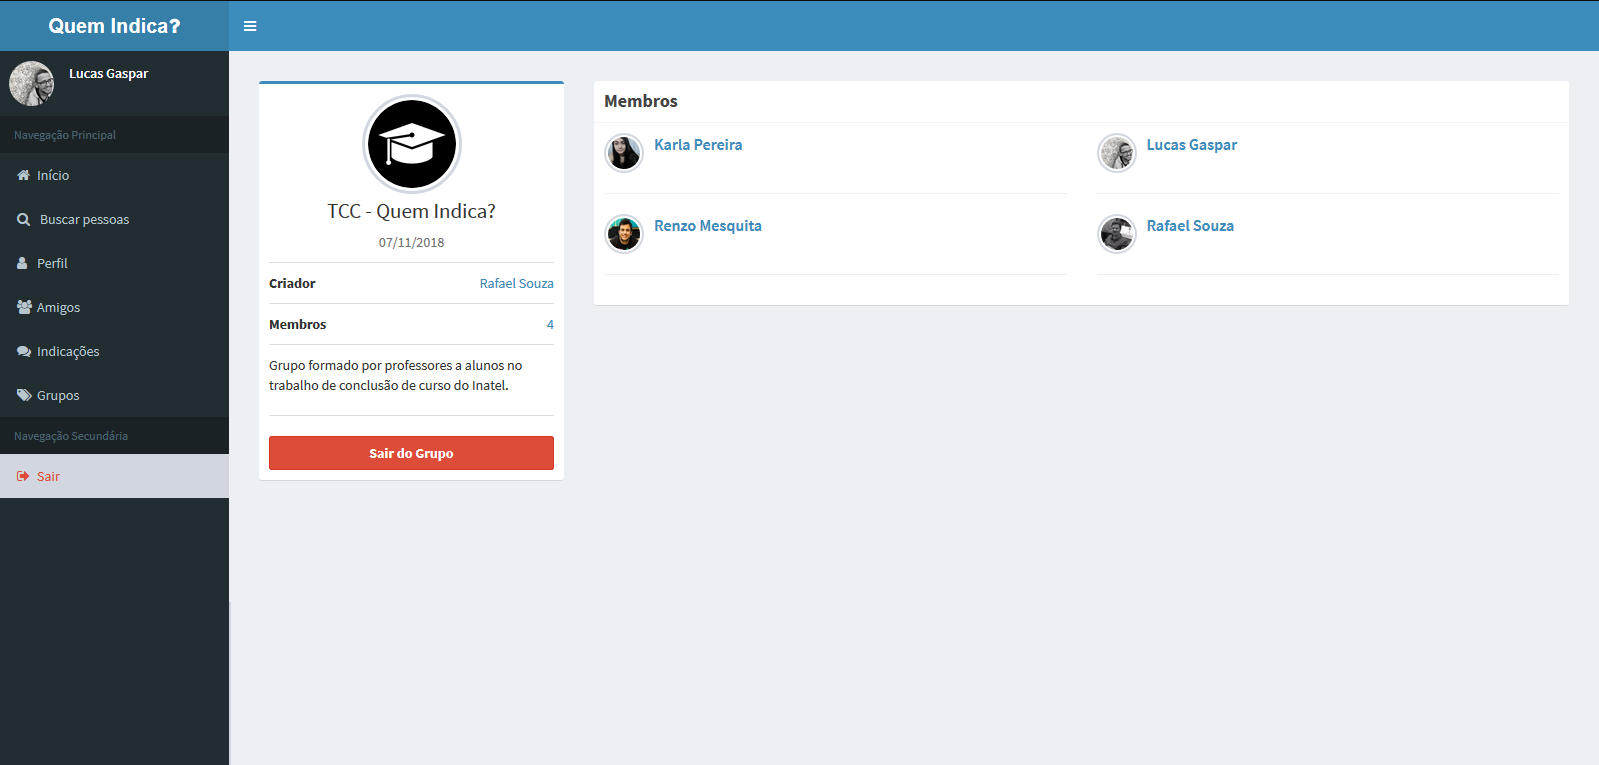 Quem Indica?
Lucas Gaspar
Navegação Principal
Início
Buscar pessoas
Perfil
Amigos
Indicações
Grupos
Navegação Secundária
Sair
TCC - Quem Indica?
07/11/2018
Criador Rafael Souza
Membros 4
Grupo formado por professores a alunos no
trabalho de conclusão de curso do Inatel.
Sair do Grupo
Membros
Karla Pereira
Lucas Gaspar
Renzo Mesquita
Rafael Souza